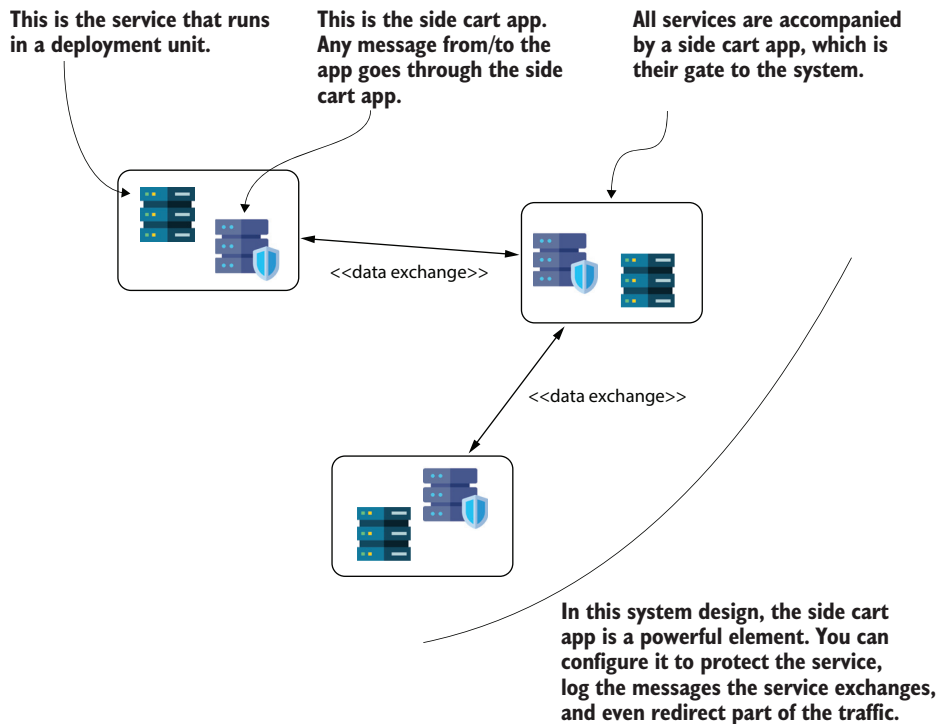 This is the service that runs
in a deployment unit.
This is the side cart app.
Any message from/to the
app goes through the side
cart app.
All services are accompanied
by a side cart app, which is
their gate to the system.
<<data exchange>>
<<data exchange>>
In this system design, the side cart
app is a powerful element. You can
configure it to protect the service,
log the messages the service exchanges,
and even redirect part of the traffic.